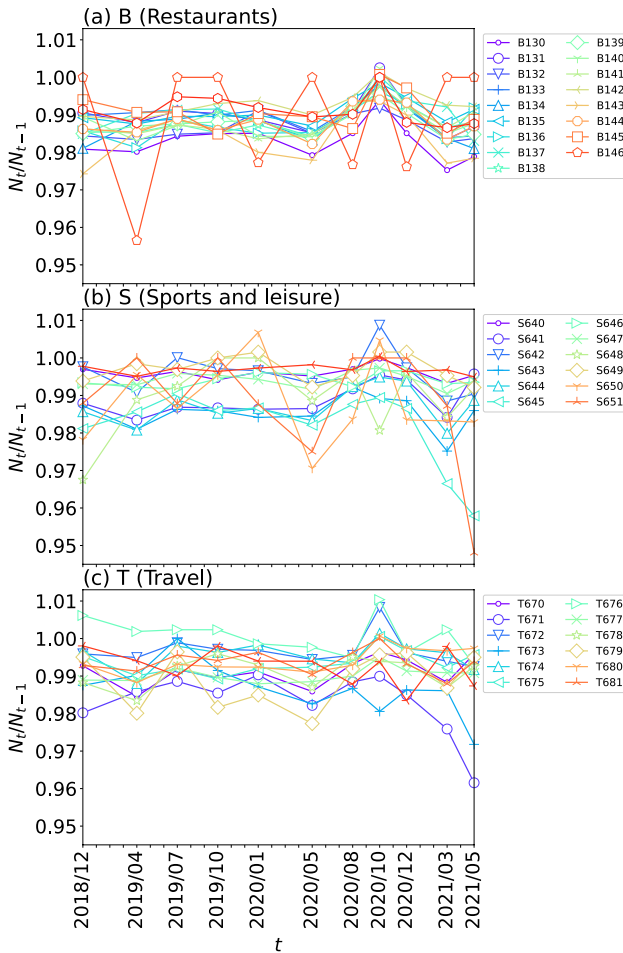 (a) B (Restaurants)
1.01
1.00
0.99
0.98
0.97
0.96
0.95
N_t/N_{t−1}
B130
B131
B132
B133
B134
B135
B136
B137
B138
B139
B140
B141
B142
B143
B144
B145
B146
(b) S (Sports and leisure)
1.01
1.00
0.99
0.98
0.97
0.96
0.95
N_t/N_{t−1}
S640
S641
S642
S643
S644
S645
S646
S647
S648
S649
S650
S651
(c) T (Travel)
1.01
1.00
0.99
0.98
0.97
0.96
0.95
N_t/N_{t−1}
T670
T671
T672
T673
T674
T675
T676
T677
T678
T679
T680
T681
2018/12
2019/04
2019/07
2019/10
2020/01
2020/05
2020/08
2020/10
2020/12
2021/03
2021/05
t